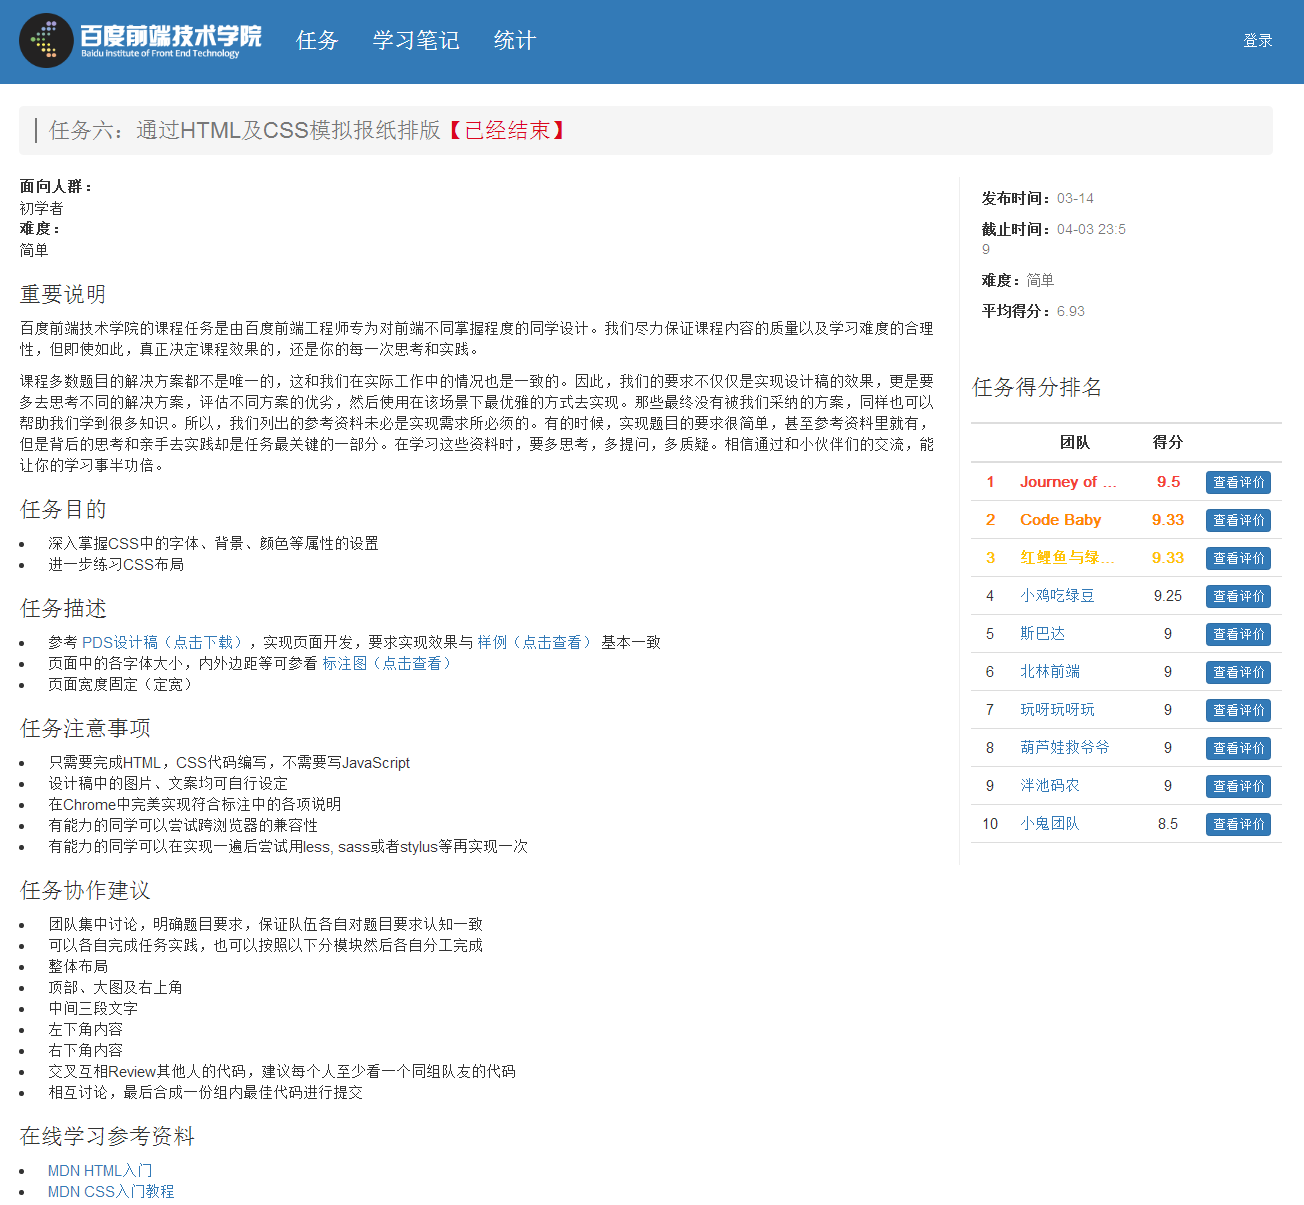 百度前端技术学院
Baidu Institute of Front End Technology
任务 学习笔记 统计
登录
任务六：通过HTML及CSS模拟报纸排版【已经结束】
面向人群：
初学者
难度：
简单
重要说明
百度前端技术学院的课程任务是由百度前端工程师专为对前端不同掌握程度的同学设计。我们尽力保证课程内容的质量以及学习难度的合理
性，但即使如此，真正决定课程效果的，还是你的每一次思考和实践。
课程多数题目的解决方案都不是唯一的，这和我们在实际工作中的情况也是一致的。因此，我们的要求不仅仅是实现设计稿的效果，更是要
多去思考不同的解决方案，评估不同方案的优劣，然后使用在该场景下最优雅的方式去实现。那些最终没有被我们采纳的方案，同样也可以
帮助我们学到很多知识。所以，我们列出的参考资料未必是实现需求所必须的。有的时候，实现题目的要求很简单，甚至参考资料里就有，
但是背后的思考和亲手去实践却是任务最关键的一部分。在学习这些资料时，要多思考，多提问，多质疑。相信通过和小伙伴们的交流，能
让你的学习事半功倍。
任务目的
深入掌握CSS中的字体、背景、颜色等属性的设置
进一步练习CSS布局
任务描述
参考 PDS设计稿（点击下载），实现页面开发，要求实现效果与 样例（点击查看） 基本一致
页面中的各字体大小，内外边距等可参看 标注图（点击查看）
页面宽度固定（定宽）
任务注意事项
只需要完成HTML，CSS代码编写，不需要写JavaScript
设计稿中的图片、文案均可自行设定
在Chrome中完美实现符合标注中的各项说明
有能力的同学可以尝试跨浏览器的兼容性
有能力的同学可以在实现一遍后尝试用less, sass或者stylus等再实现一次
任务协作建议
团队集中讨论，明确题目要求，保证队伍各自对题目要求认知一致
可以各自完成任务实践，也可以按照以下分模块然后各自分工完成
整体布局
顶部、大图及右上角
中间三段文字
左下角内容
右下角内容
交叉互相Review其他人的代码，建议每个人至少看一个同组队友的代码
相互讨论，最后合成一份组内最佳代码进行提交
在线学习参考资料
MDN HTML入门
MDN CSS入门教程
发布时间：03-14
截止时间：04-03 23:5
9
难度：简单
平均得分：6.93
任务得分排名
团队 得分
1 Journey of ... 9.5 查看评价
2 Code Baby 9.33 查看评价
3 红鲤鱼与绿... 9.33 查看评价
4 小鸡吃绿豆 9.25 查看评价
5 斯巴达 9 查看评价
6 北林前端 9 查看评价
7 玩呀玩呀玩 9 查看评价
8 葫芦娃救爷爷 9 查看评价
9 泮池码农 9 查看评价
10 小鬼团队 8.5 查看评价